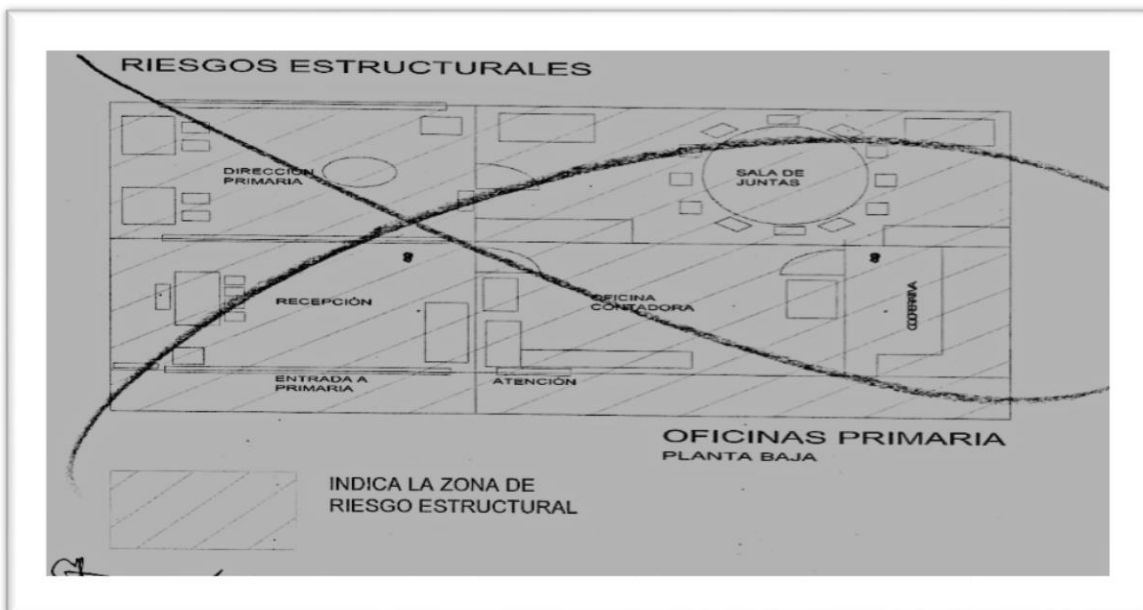 RIESGOS ESTRUCTURALES
DIRECCIÓN
PRIMARIA
SALA DE
JUNTAS
RECEPCIÓN
OFICINA
CONTADORA
ENTRADA A
PRIMARIA
ATENCIÓN
OFICINAS PRIMARIA
PLANTA BAJA
INDICA LA ZONA DE
RIESGO ESTRUCTURAL